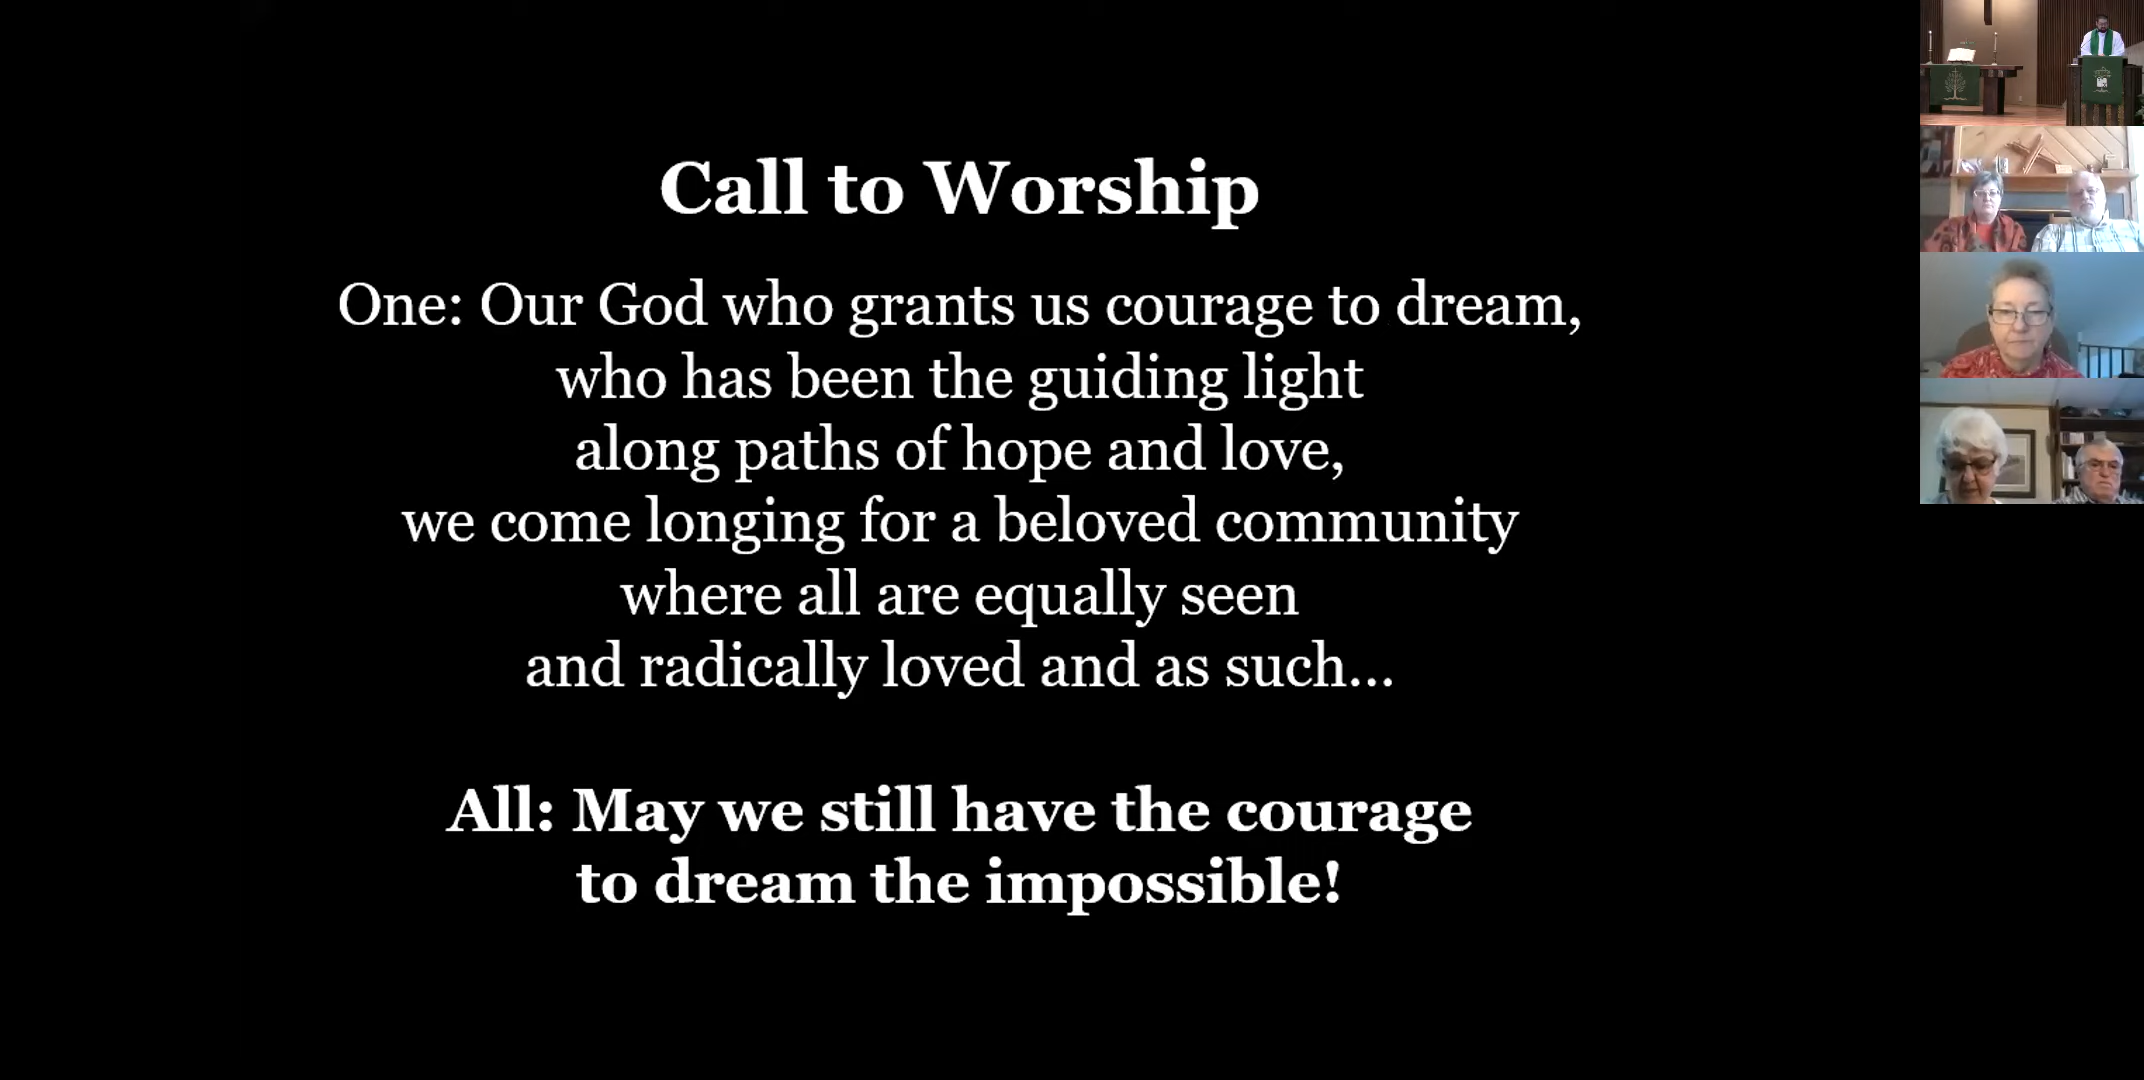 Call to Worship
One: Our God who grants us courage to dream,
who has been the guiding light
along paths of hope and love,
we come longing for a beloved community
where all are equally seen
and radically loved and as such...
All: May we still have the courage
to dream the impossible!